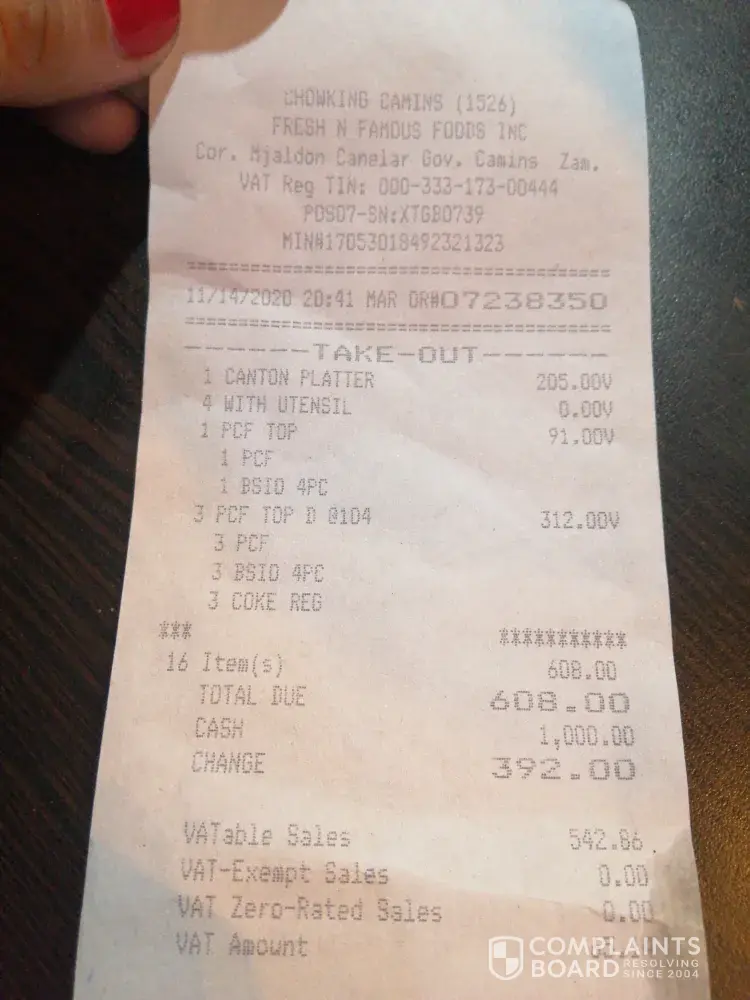 CHOWKING CAMINS (1526)
FRESH N FAMOUS FOODS INC
Cor. Mjaldon Canelar Gov. Camins Zam.
VAT Reg TIN: 000-333-173-00444
POS07-SN:XTGB0739
MIN#17053018492321323
==========================================
11/14/2020 20:41 MAR OR#07238350
==========================================
------TAKE-OUT------
1 CANTON PLATTER 205.00V
4 WITH UTENSIL 0.00V
1 PCF TOP 91.00V
1 PCF
1 BSIO 4PC
3 PCF TOP D @104 312.00V
3 PCF
3 BSIO 4PC
3 COKE REG
*** ***********
16 Item(s) 608.00
TOTAL DUE 608.00
CASH 1,000.00
CHANGE 392.00
VATable Sales 542.86
VAT-Exempt Sales 0.00
VAT Zero-Rated Sales 0.00
VAT Amount
COMPLAINTS
BOARD RESOLVING
SINCE 2004